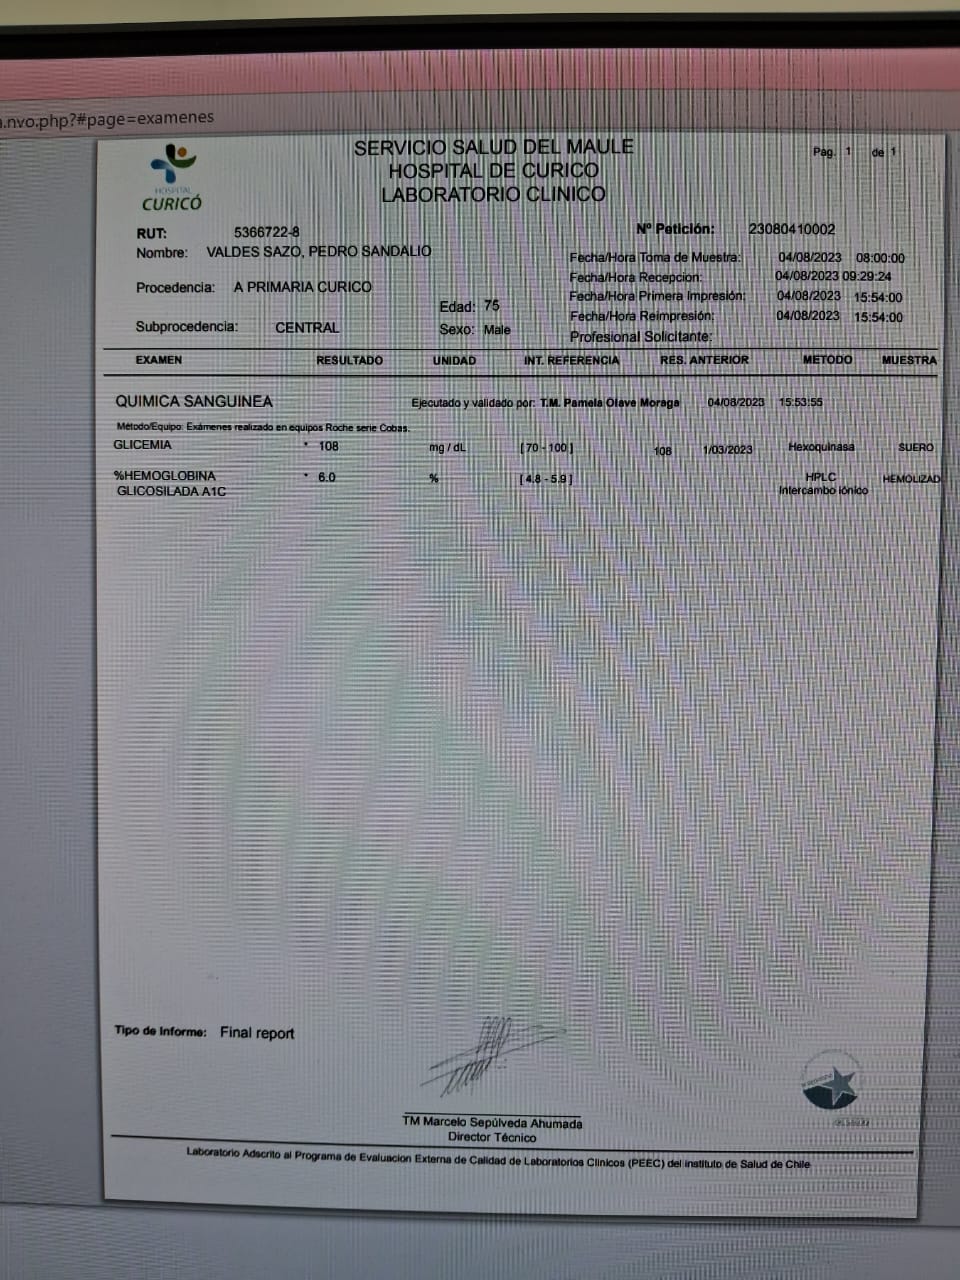 a.nvo.php?#page=examenes
SERVICIO SALUD DEL MAULE
HOSPITAL DE CURICO
LABORATORIO CLINICO
Pag. 1 de 1
HOSPITAL
CURICÓ
RUT: 5366722-8
Nº Petición: 23080410002
Nombre: VALDES SAZO, PEDRO SANDALIO
Fecha/Hora Toma de Muestra: 04/08/2023 08:00:00
Fecha/Hora Recepcion: 04/08/2023 09:29:24
Procedencia: A PRIMARIA CURICO
Fecha/Hora Primera Impresión: 04/08/2023 15:54:00
Edad: 75
Fecha/Hora Reimpresión: 04/08/2023 15:54:00
Subprocedencia: CENTRAL
Sexo: Male
Profesional Solicitante:
EXAMEN RESULTADO UNIDAD INT. REFERENCIA RES. ANTERIOR METODO MUESTRA
QUIMICA SANGUINEA Ejecutado y validado por: T.M. Pamela Olave Moraga 04/08/2023 15:53:55
Método/Equipo: Exámenes realizado en equipos Roche serie Cobas.
GLICEMIA * 108 mg / dL [ 70 - 100 ] 108 1/03/2023 Hexoquinasa SUERO
%HEMOGLOBINA * 6.0 % [ 4.8 - 5.9 ] HPLC HEMOLIZAD
GLICOSILADA A1C Intercambo iónico
Tipo de Informe: Final report
TM Marcelo Sepúlveda Ahumada
Director Técnico
Laboratorio Adscrito al Programa de Evaluacion Externa de Calidad de Laboratorios Clinicos (PEEC) del instituto de Salud de Chile